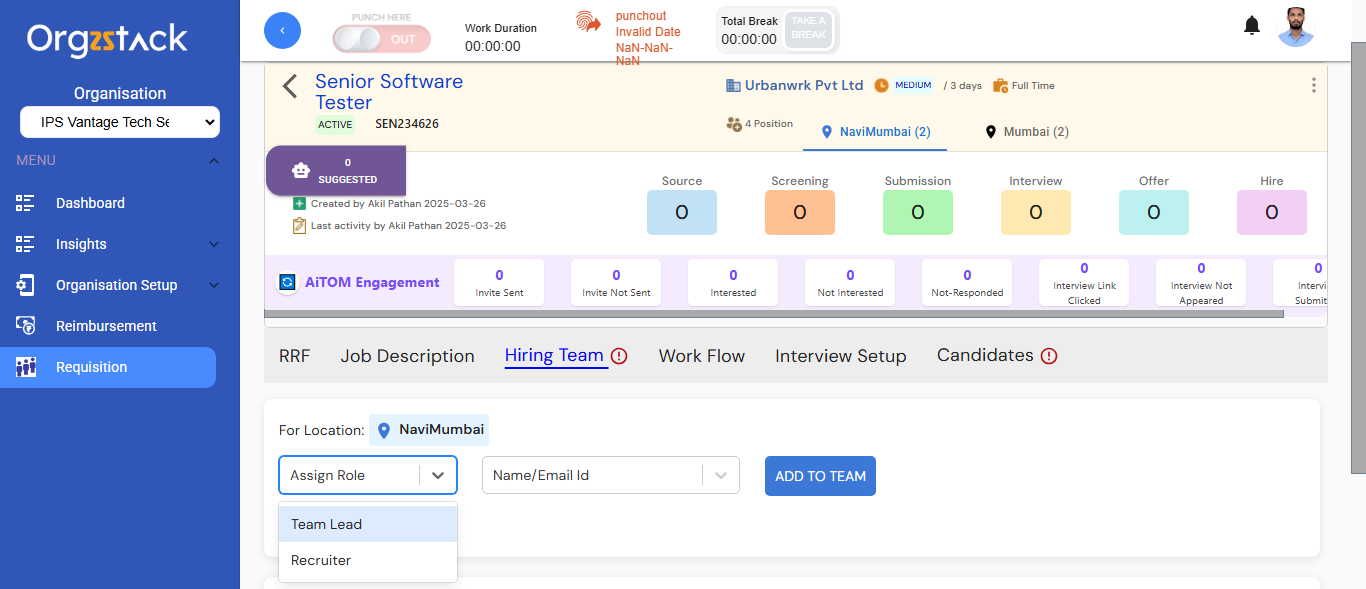 Orgzstack
Organisation
IPS Vantage Tech Se
MENU
Dashboard
Insights
Organisation Setup
Reimbursement
Requisition
PUNCH HERE
OUT
Work Duration
00:00:00
punchout
Invalid Date
NaN-NaN-
NaN
Total Break
00:00:00
TAKE A
BREAK
Senior Software
Tester
ACTIVE
SEN234626
Urbanwrk Pvt Ltd
MEDIUM
/ 3 days
Full Time
4 Position
NaviMumbai (2)
Mumbai (2)
0
SUGGESTED
Created by Akil Pathan 2025-03-26
Last activity by Akil Pathan 2025-03-26
Source
0
Screening
0
Submission
0
Interview
0
Offer
0
Hire
0
AiTOM Engagement
0
Invite Sent
0
Invite Not Sent
0
Interested
0
Not Interested
0
Not-Responded
0
Interview Link
Clicked
0
Interview Not
Appeared
0
Intervi
Submit
RRF
Job Description
Hiring Team
Work Flow
Interview Setup
Candidates
For Location:
NaviMumbai
Assign Role
Name/Email Id
ADD TO TEAM
Team Lead
Recruiter